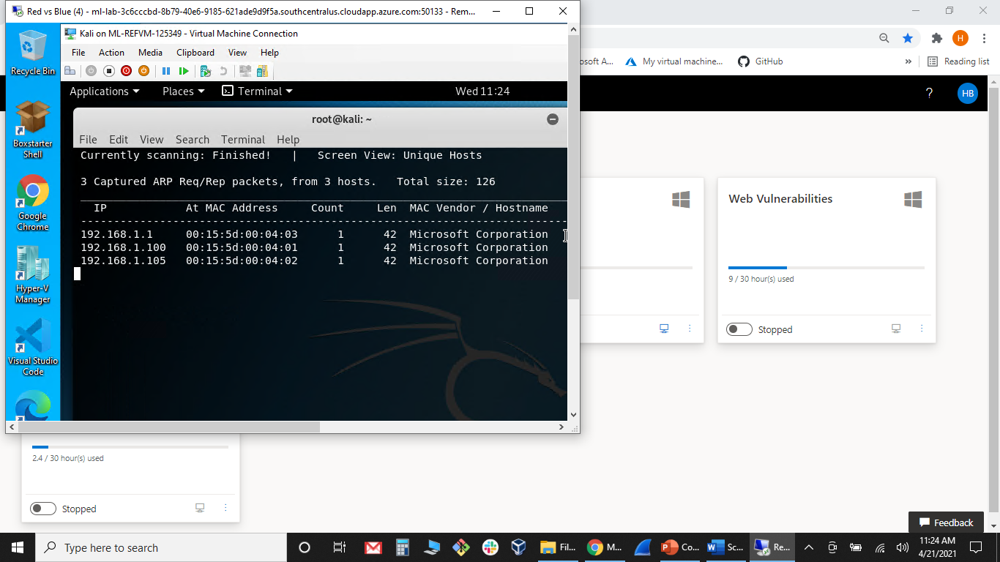 Red vs Blue (4) - ml-lab-3c6cccbd-8b79-40e6-9185-621ade9d9f5a.southcentralus.cloudapp.azure.com:50133 - Rem...
Kali on ML-REFVM-125349 - Virtual Machine Connection
File Action Media Clipboard View Help
Recycle Bin
Boxstarter
Shell
Google
Chrome
Hyper-V
Manager
Visual Studio
Code
Applications Places Terminal Wed 11:24
root@kali: ~
File Edit View Search Terminal Help
Currently scanning: Finished! | Screen View: Unique Hosts
3 Captured ARP Req/Rep packets, from 3 hosts. Total size: 126
IP At MAC Address Count Len MAC Vendor / Hostname
192.168.1.1 00:15:5d:00:04:03 1 42 Microsoft Corporation
192.168.1.100 00:15:5d:00:04:01 1 42 Microsoft Corporation
192.168.1.105 00:15:5d:00:04:02 1 42 Microsoft Corporation
H
osoft A... My virtual machine... GitHub » Reading list
? HB
Web Vulnerabilities
9 / 30 hour(s) used
Stopped
2.4 / 30 hour(s) used
Stopped
Feedback
Type here to search
Fil... M... Co... Sc... Re...
11:24 AM
4/21/2021